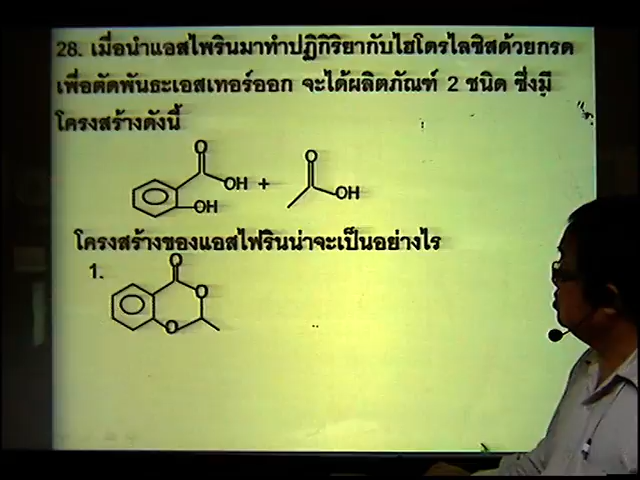 28. เมื่อนำแอสไพรินมาทำปฏิกิริยากับไฮโดรไลซิสด้วยกรด
เพื่อตัดพันธะเอสเทอร์ออก จะได้ผลิตภัณฑ์ 2 ชนิด ซึ่งมี
โครงสร้างดังนี้
O O
OH + OH
OH
โครงสร้างของแอสไฟรินน่าจะเป็นอย่างไร
1. O
O
O